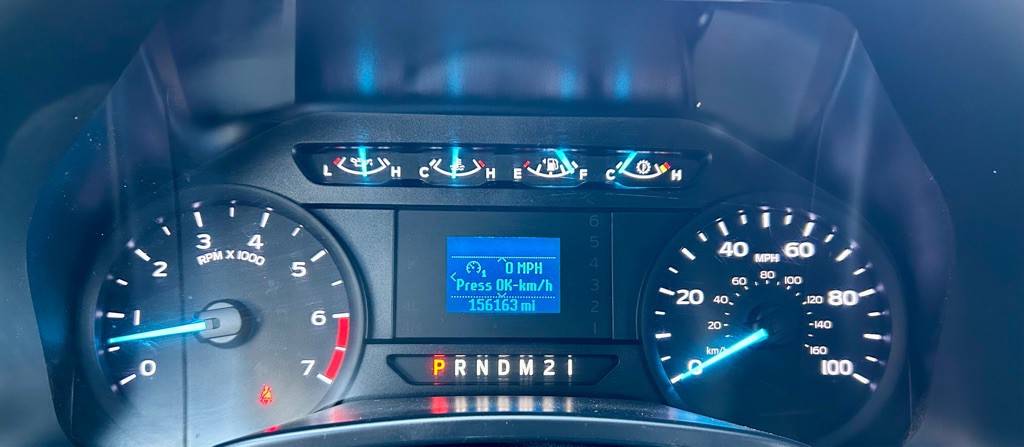 L H C H E F C H
3 4
RPM X 1000
2 5
1 6
0 7
0 MPH
Press OK-km/h
156163 mi
6
5
4
3
2
1
P R N D M 2 1
40 60
MPH
80
60 100
20 40 120 80
20 140
km/
0 160 100